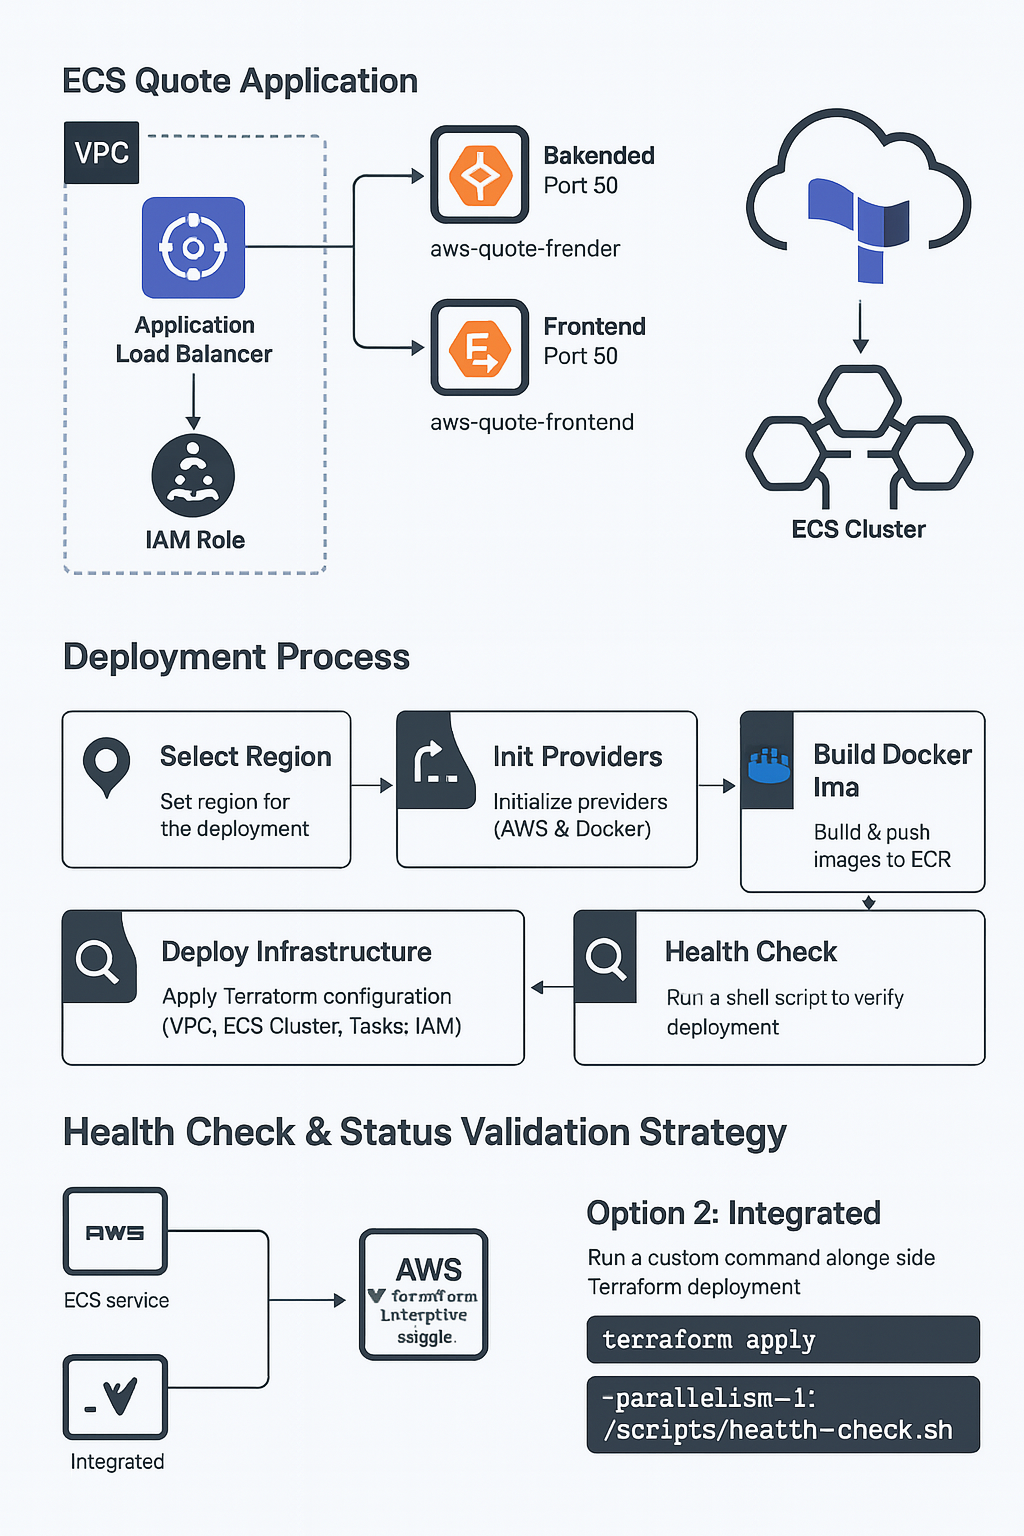 ECS Quote Application
VPC
Application
Load Balancer
IAM Role
Bakended
Port 50
aws-quote-frender
Frontend
Port 50
aws-quote-frontend
ECS Cluster
Deployment Process
Select Region
Set region for
the deployment
Init Providers
Initialize previders
(AWS & Docker)
Build Docker
Ima
Build & push
images to ECR
Deploy Infrastructure
Apply Terratorm configuration
(VPC, ECS Cluster, Tasks: IAM)
Health Check
Run a shell script to verify
deployment
Health Check & Status Validation Strategy
AWS
ECS service
Integrated
AWS
formfform
Lnterptive
ssiggle.
Option 2: Integrated
Run a custom command alonge side
Terraform deployment
terraform apply
-parallelism–1:
/scripts/heatth-check.sh